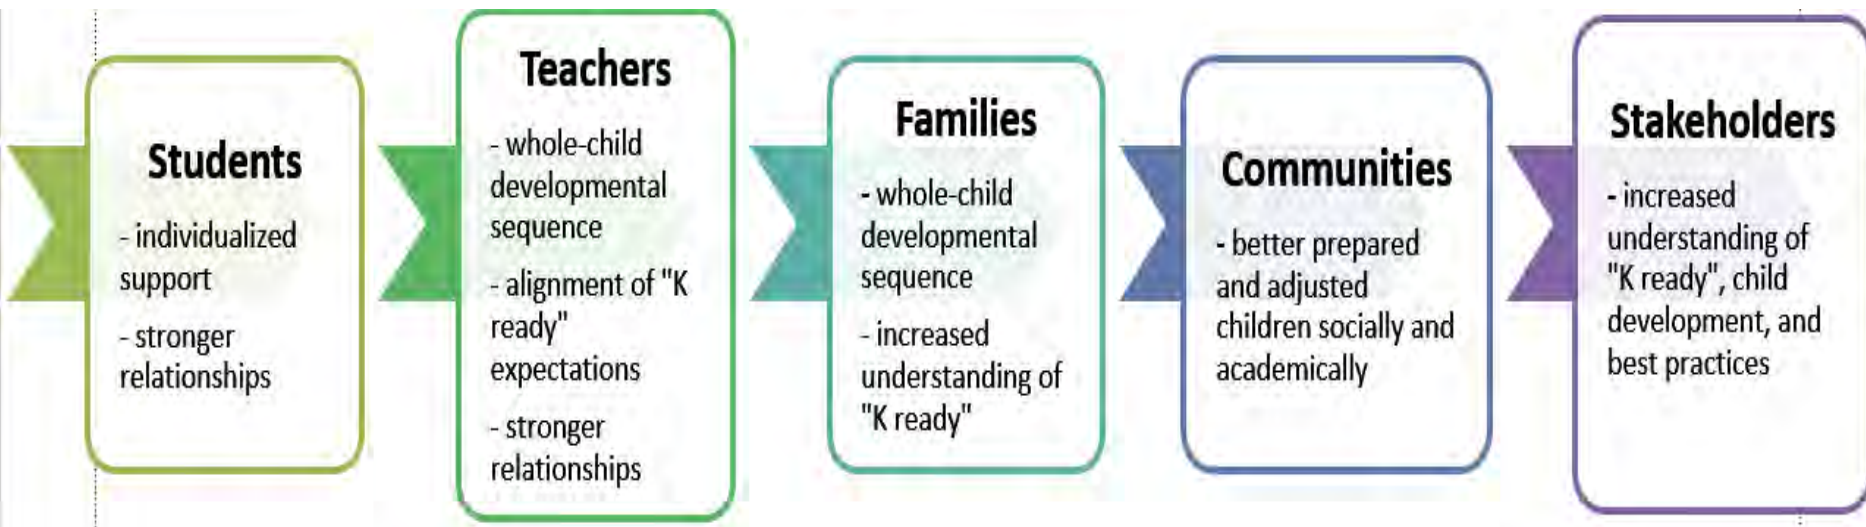 Students
- individualized
support
- stronger
relationships
Teachers
- whole-child
developmental
sequence
- alignment of "K
ready"
expectations
- stronger
relationships
Families
- whole-child
developmental
sequence
- increased
understanding of
"K ready"
Communities
- better prepared
and adjusted
children socially and
academically
Stakeholders
- increased
understanding of
"K ready", child
development, and
best practices